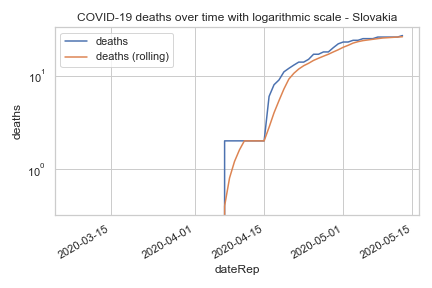 COVID-19 deaths over time with logarithmic scale - Slovakia
deaths
deaths (rolling)
10¹
10⁰
deaths
2020-03-15
2020-04-01
2020-04-15
2020-05-01
2020-05-15
dateRep